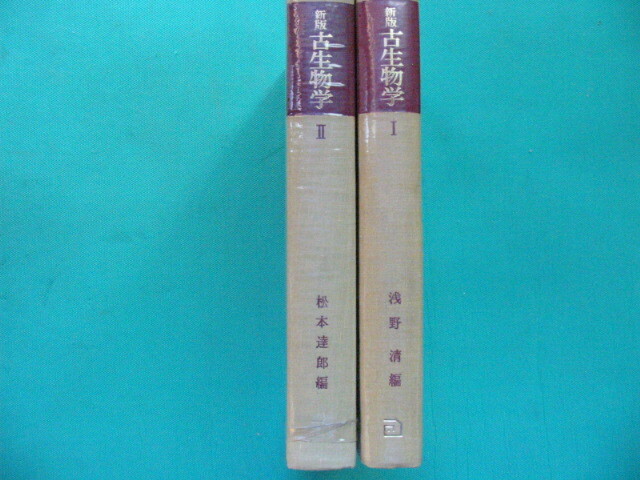 新版
古生物学
II
松本達郎編
新版
古生物学
I
浅野 清編